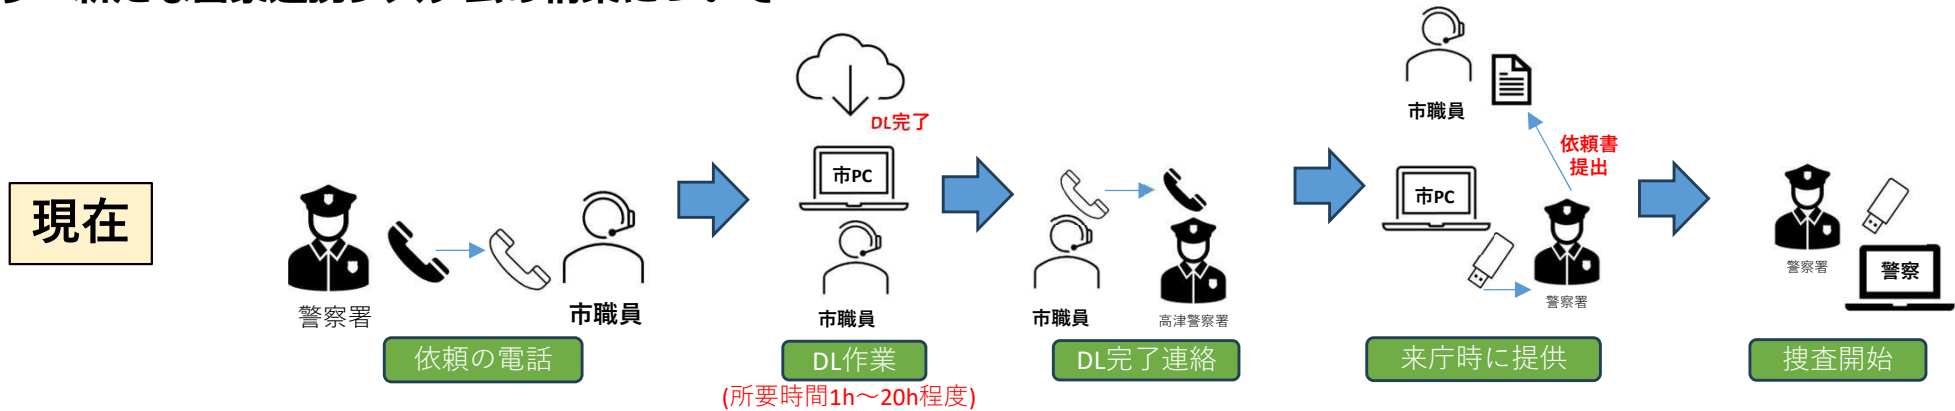 現在
警察署
市職員
依頼の電話
DL完了
市PC
市職員
DL作業
(所要時間1h～20h程度)
市職員
高津警察署
DL完了連絡
市職員
依頼書
提出
市PC
警察署
来庁時に提供
警察署
警察
捜査開始